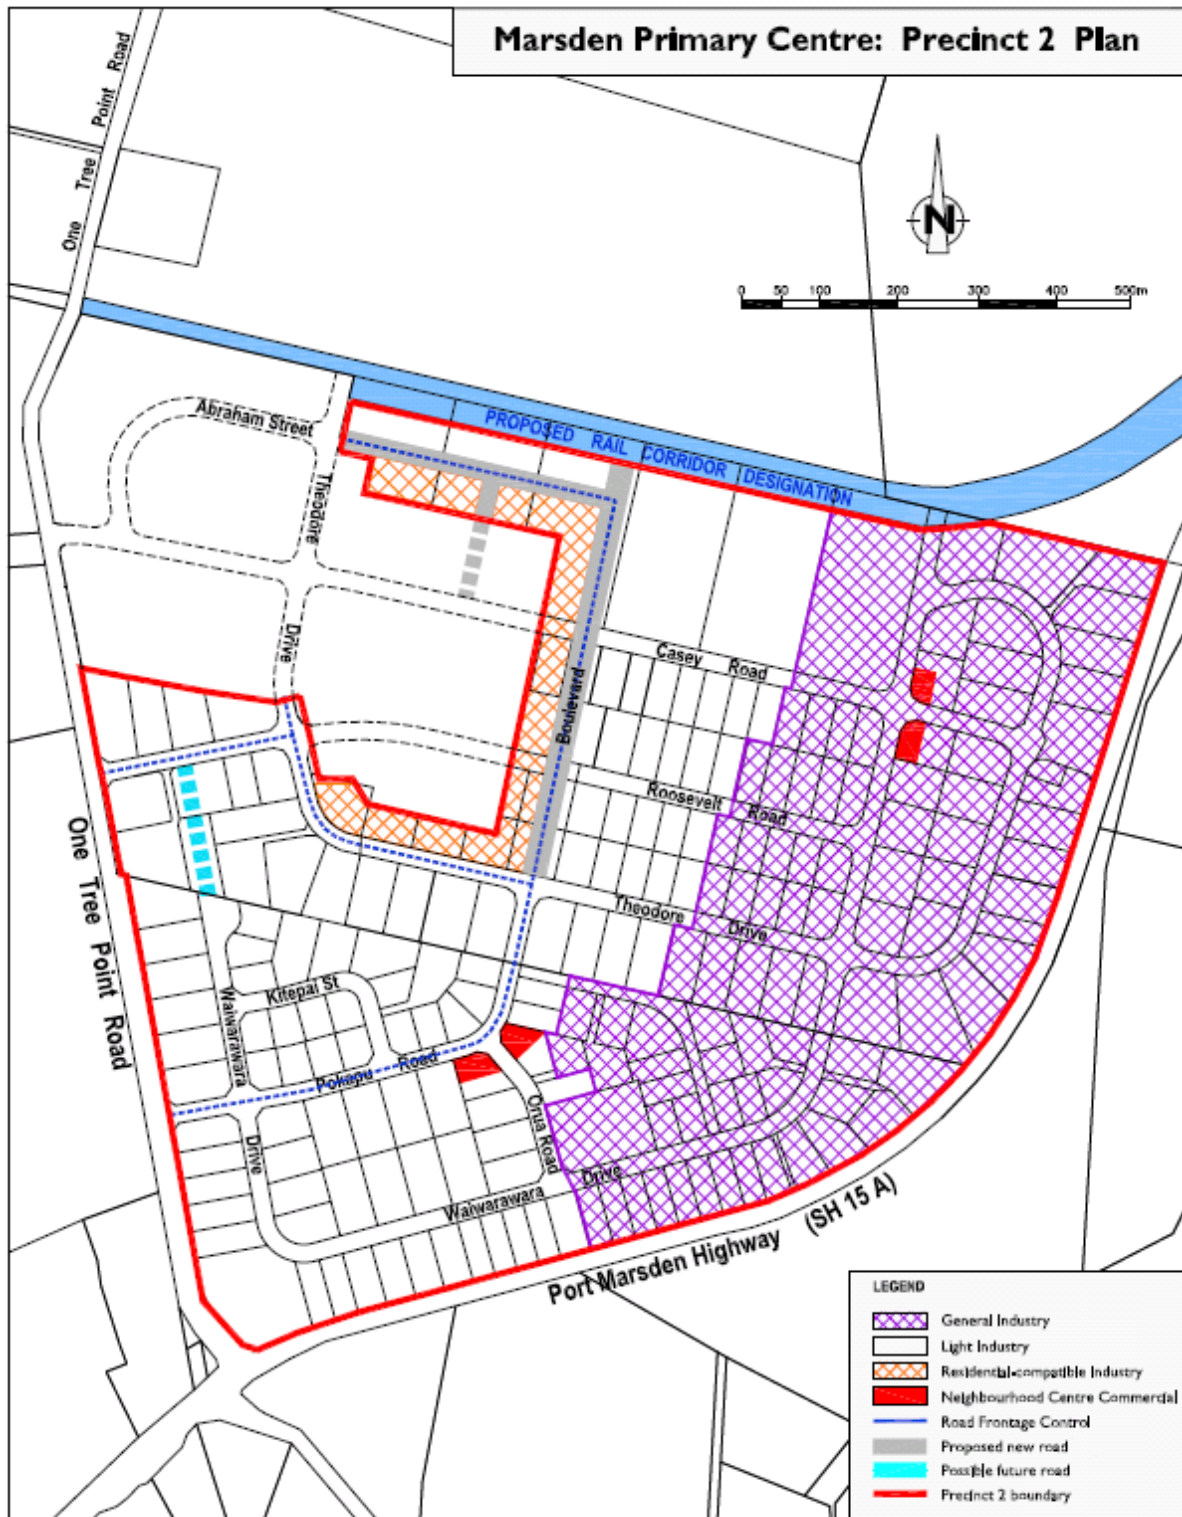 Marsden Primary Centre: Precinct 2 Plan
One Tree Point Road
N
0 50 100 200 300 400 500m
Abraham Street
PROPOSED RAIL CORRIDOR DESIGNATION
Theodore
Drive
Casey Road
Boulevard
Roosevelt Road
Theodore Drive
One Tree Point Road
Kitepai St
Waiwarawara
Drive
Pokapu Road
Orua Road
Waiwarawara Drive
Port Marsden Highway (SH 15 A)
LEGEND
General Industry
Light Industry
Residential-compatible Industry
Neighbourhood Centre Commercial
Road Frontage Control
Proposed new road
Possible future road
Precinct 2 boundary